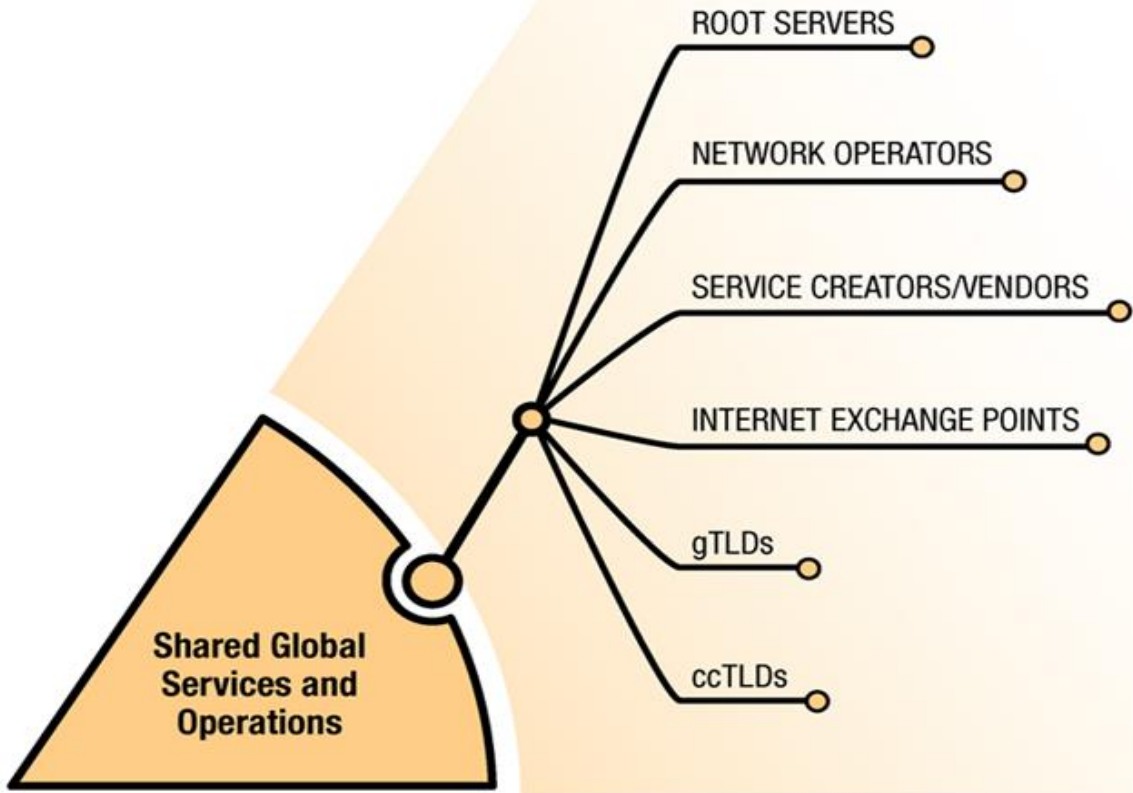 ROOT SERVERS
NETWORK OPERATORS
SERVICE CREATORS/VENDORS
INTERNET EXCHANGE POINTS
gTLDs
ccTLDs
Shared Global
Services and
Operations